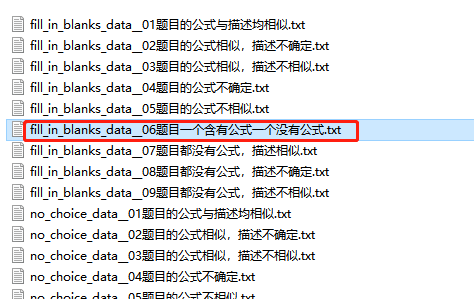 fill_in_blanks_data__01题目的公式与描述均相似.txt
fill_in_blanks_data__02题目的公式相似，描述不确定.txt
fill_in_blanks_data__03题目的公式相似，描述不相似.txt
fill_in_blanks_data__04题目的公式不确定.txt
fill_in_blanks_data__05题目的公式不相似.txt
fill_in_blanks_data__06题目一个含有公式一个没有公式.txt
fill_in_blanks_data__07题目都没有公式，描述相似.txt
fill_in_blanks_data__08题目都没有公式，描述不确定.txt
fill_in_blanks_data__09题目都没有公式，描述不相似.txt
no_choice_data__01题目的公式与描述均相似.txt
no_choice_data__02题目的公式相似，描述不确定.txt
no_choice_data__03题目的公式相似，描述不相似.txt
no_choice_data__04题目的公式不确定.txt
no_choice_data__05题目的公式不相似.txt